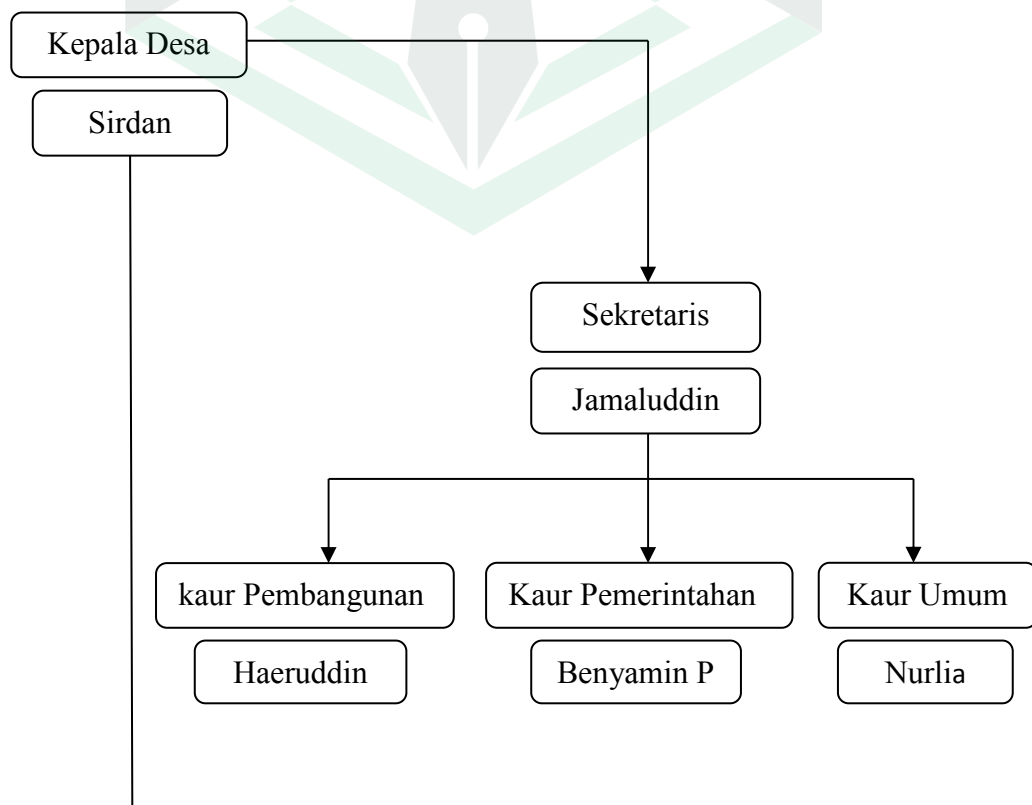 Kepala Desa
Sirdan
Sekretaris
Jamaluddin
kaur Pembangunan
Kaur Pemerintahan
Kaur Umum
Haeruddin
Benyamin P
Nurlia